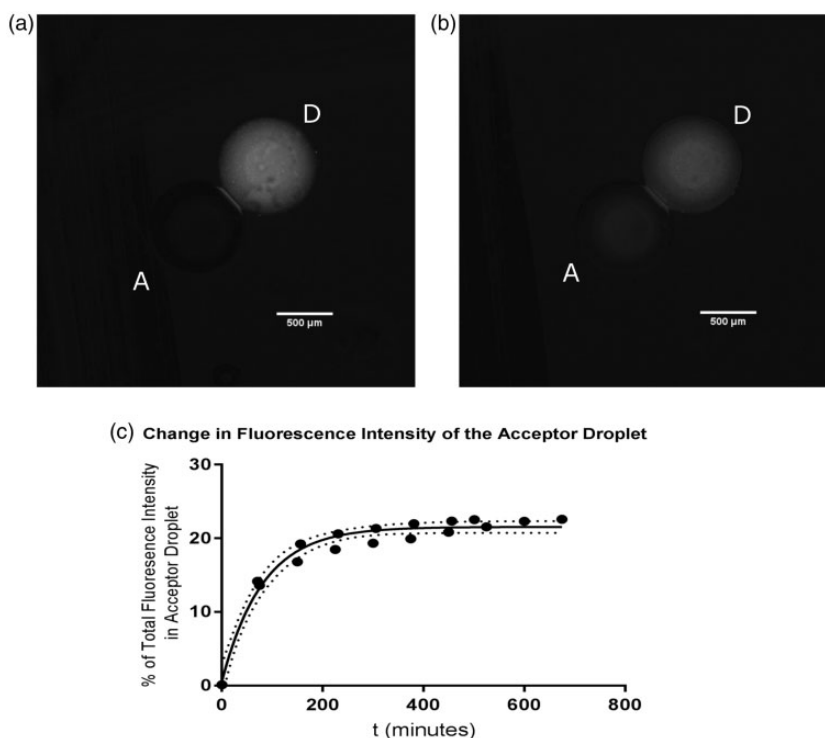 (a)
D
A
500 µm
(b)
D
A
500 µm
(c) Change in Fluorescence Intensity of the Acceptor Droplet
% of Total Fluoresence Intensity
in Acceptor Droplet
30
20
10
0
0 200 400 600 800
t (minutes)